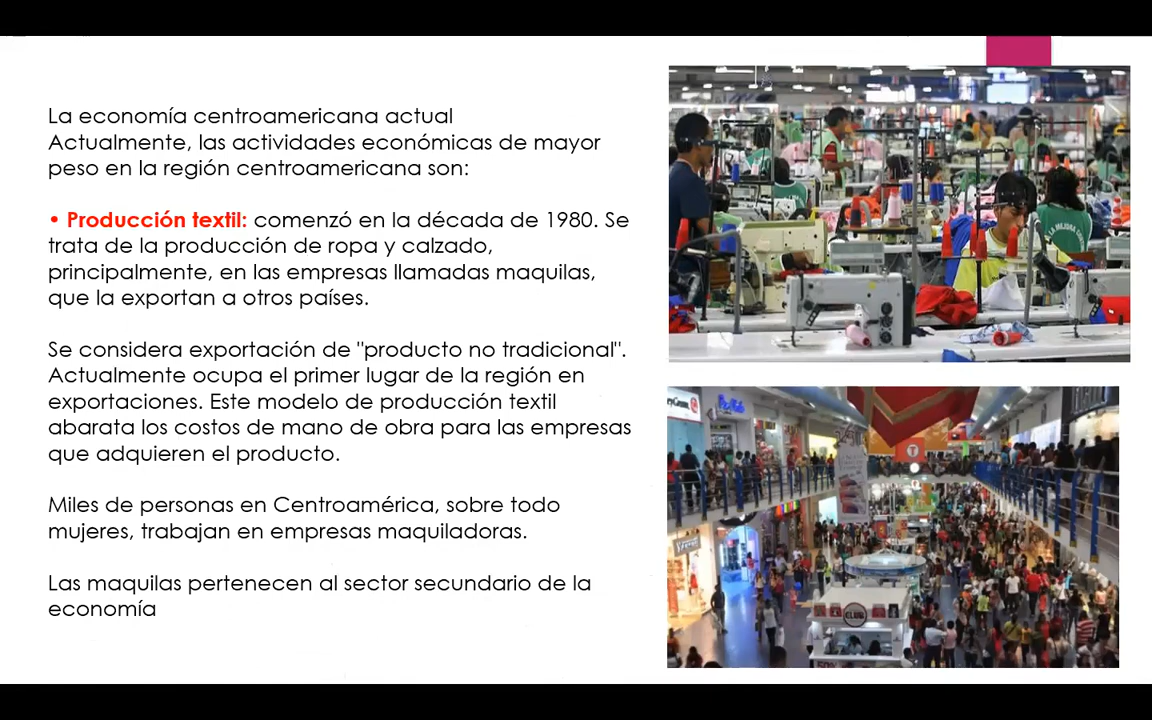 La economía centroamericana actual
Actualmente, las actividades económicas de mayor
peso en la región centroamericana son:
• Producción textil: comenzó en la década de 1980. Se
trata de la producción de ropa y calzado,
principalmente, en las empresas llamadas maquilas,
que la exportan a otros países.
Se considera exportación de "producto no tradicional".
Actualmente ocupa el primer lugar de la región en
exportaciones. Este modelo de producción textil
abarata los costos de mano de obra para las empresas
que adquieren el producto.
Miles de personas en Centroamérica, sobre todo
mujeres, trabajan en empresas maquiladoras.
Las maquilas pertenecen al sector secundario de la
economía
LA MEJOR
T
CLUB
50%